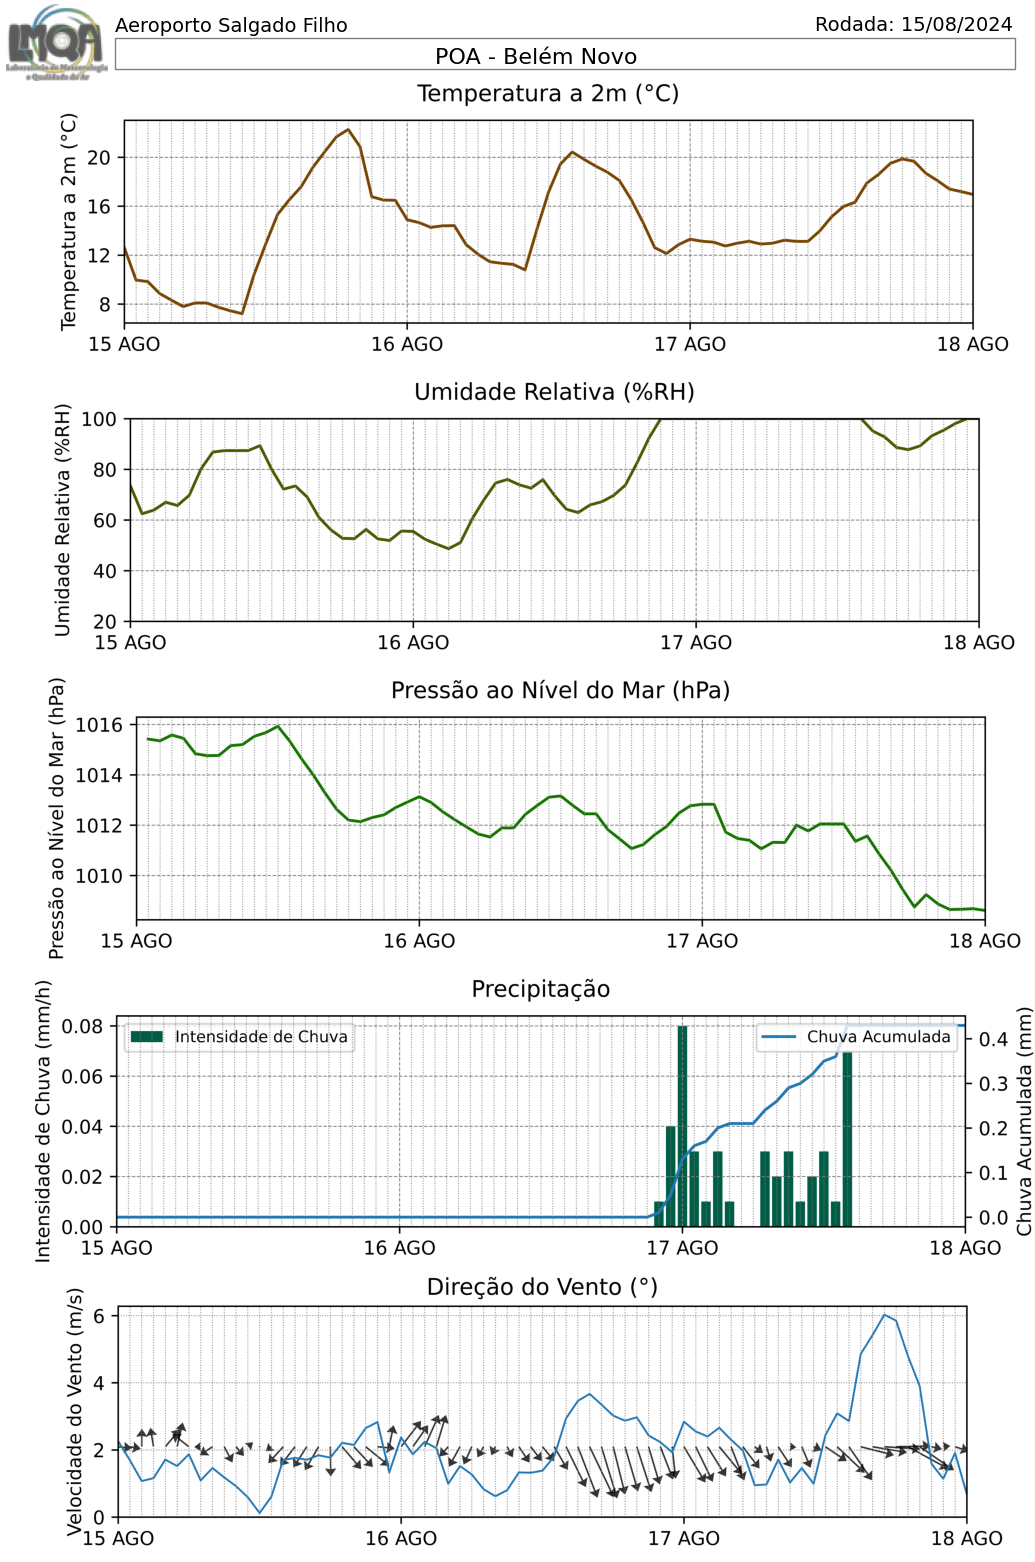 LMQA
Laboratório de Meteorologia
e Qualidade do Ar
Aeroporto Salgado Filho
Rodada: 15/08/2024
POA - Belém Novo
Temperatura a 2m (°C)
Temperatura a 2m (°C)
20
16
12
8
15 AGO 16 AGO 17 AGO 18 AGO
Umidade Relativa (%RH)
Umidade Relativa (%RH)
100
80
60
40
20
15 AGO 16 AGO 17 AGO 18 AGO
Pressão ao Nível do Mar (hPa)
Pressão ao Nível do Mar (hPa)
1016
1014
1012
1010
15 AGO 16 AGO 17 AGO 18 AGO
Precipitação
Intensidade de Chuva (mm/h)
0.08
0.06
0.04
0.02
0.00
Intensidade de Chuva
Chuva Acumulada
0.4
0.3
0.2
0.1
0.0
Chuva Acumulada (mm)
15 AGO 16 AGO 17 AGO 18 AGO
Direção do Vento (°)
Velocidade do Vento (m/s)
6
4
2
0
15 AGO 16 AGO 17 AGO 18 AGO